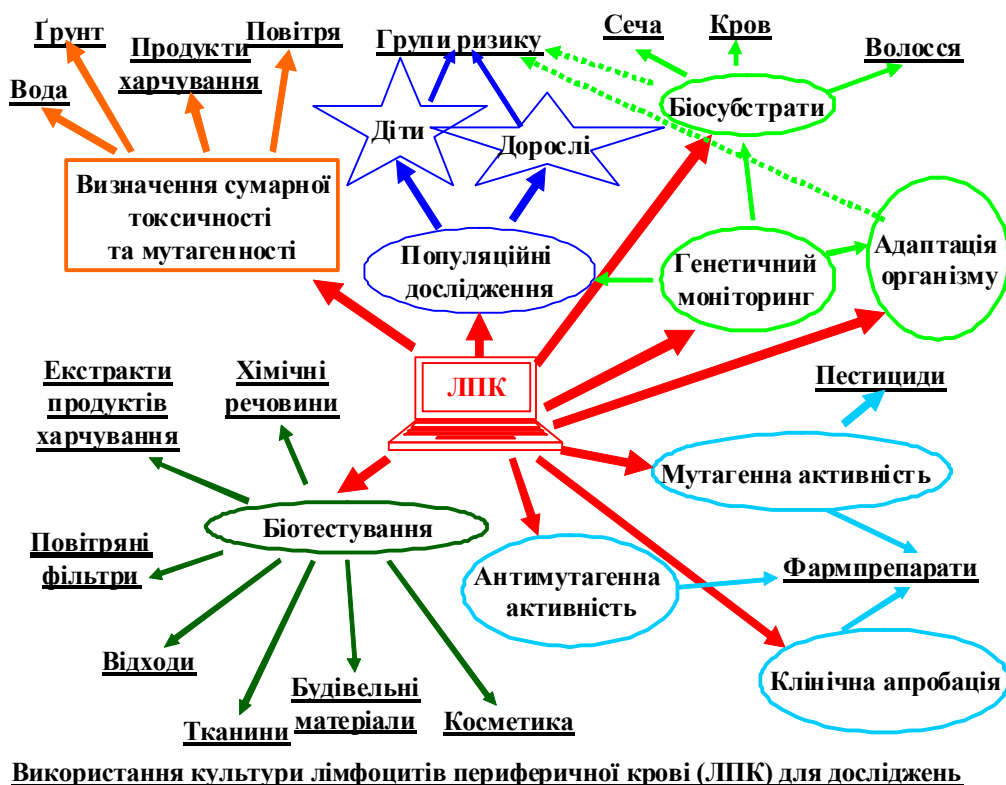 Ґрунт
Продукти
харчування
Повітря
Вода
Групи ризику
Сеча
Кров
Волосся
Біосубстрати
Діти
Дорослі
Визначення сумарної
токсичності
та мутагенності
Популяційні
дослідження
Генетичний
моніторинг
Адаптація
організму
ЛПК
Екстракти
продуктів
харчування
Хімічні
речовини
Пестициди
Мутагенна активність
Біотестування
Повітряні
фільтри
Антимутагенна
активність
Фармпрепарати
Відходи
Тканини
Будівельні
матеріали
Косметика
Клінічна апробація
Використання культури лімфоцитів периферичної крові (ЛПК) для досліджень